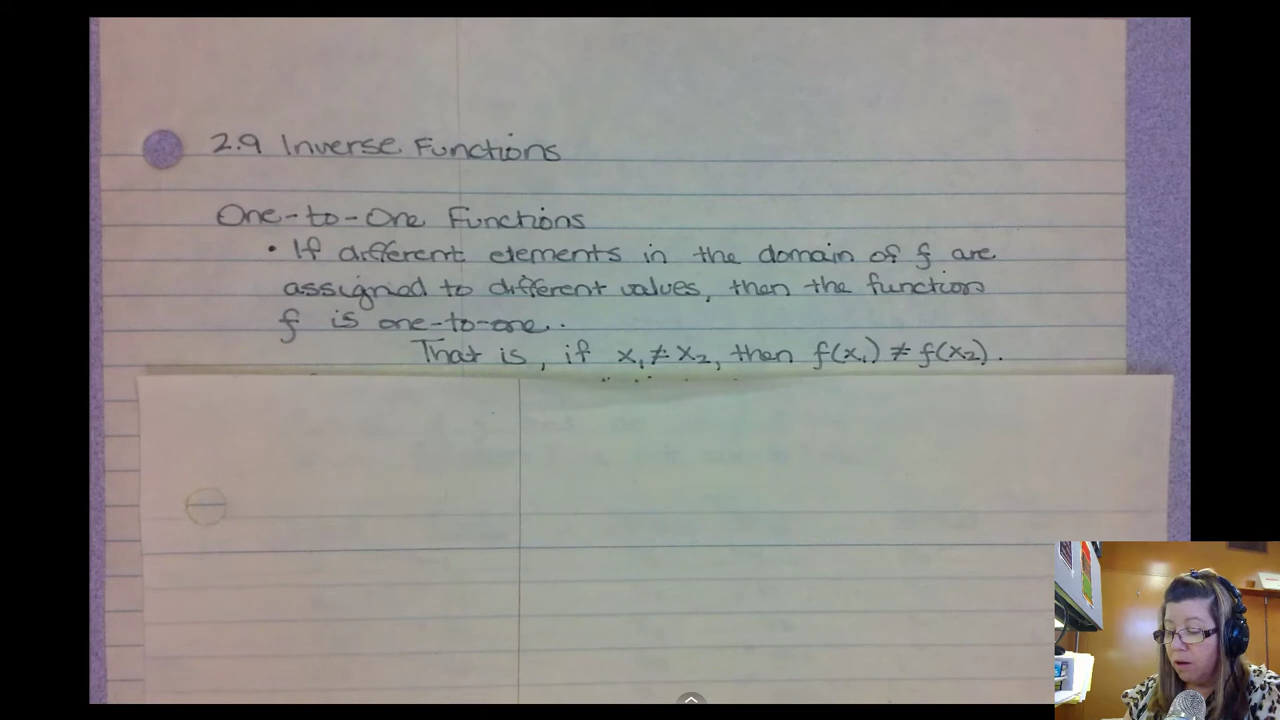 2.9 Inverse Functions
One-to-One Functions
• If different elements in the domain of f are
assigned to different values, then the function
f is one-to-one.
That is, if x₁ ≠ x₂, then f(x₁) ≠ f(x₂).